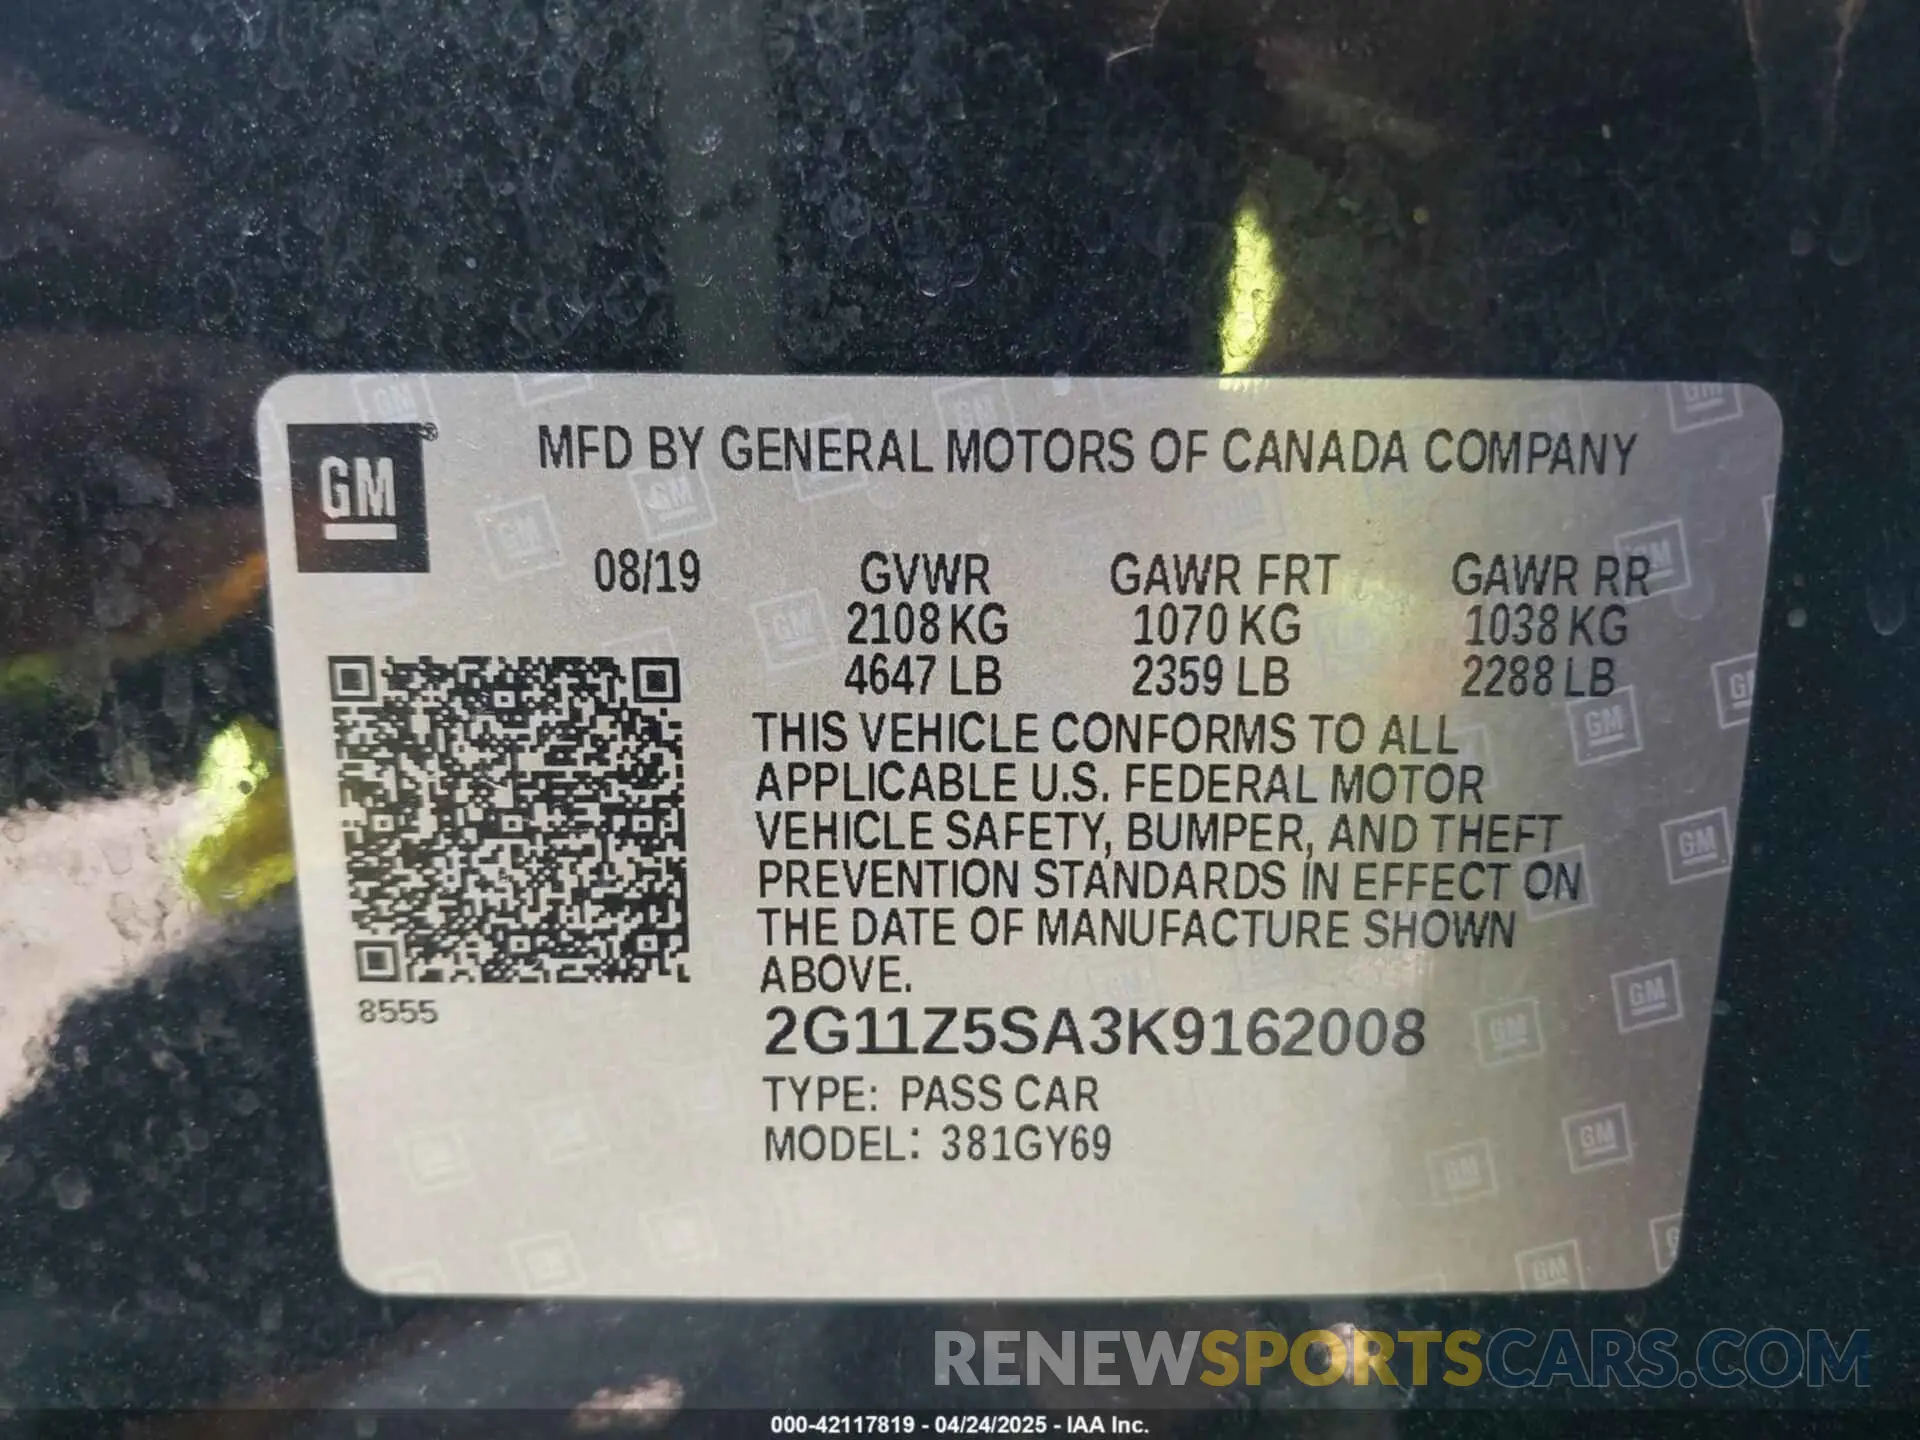 GM®
MFD BY GENERAL MOTORS OF CANADA COMPANY
08/19 GVWR GAWR FRT GAWR RR
2108 KG 1070 KG 1038 KG
4647 LB 2359 LB 2288 LB
THIS VEHICLE CONFORMS TO ALL
APPLICABLE U.S. FEDERAL MOTOR
VEHICLE SAFETY, BUMPER, AND THEFT
PREVENTION STANDARDS IN EFFECT ON
THE DATE OF MANUFACTURE SHOWN
ABOVE.
8555
2G11Z5SA3K9162008
TYPE: PASS CAR
MODEL: 381GY69
RENEWSPORTSCARS.COM
000-42117819 - 04/24/2025 - IAA Inc.